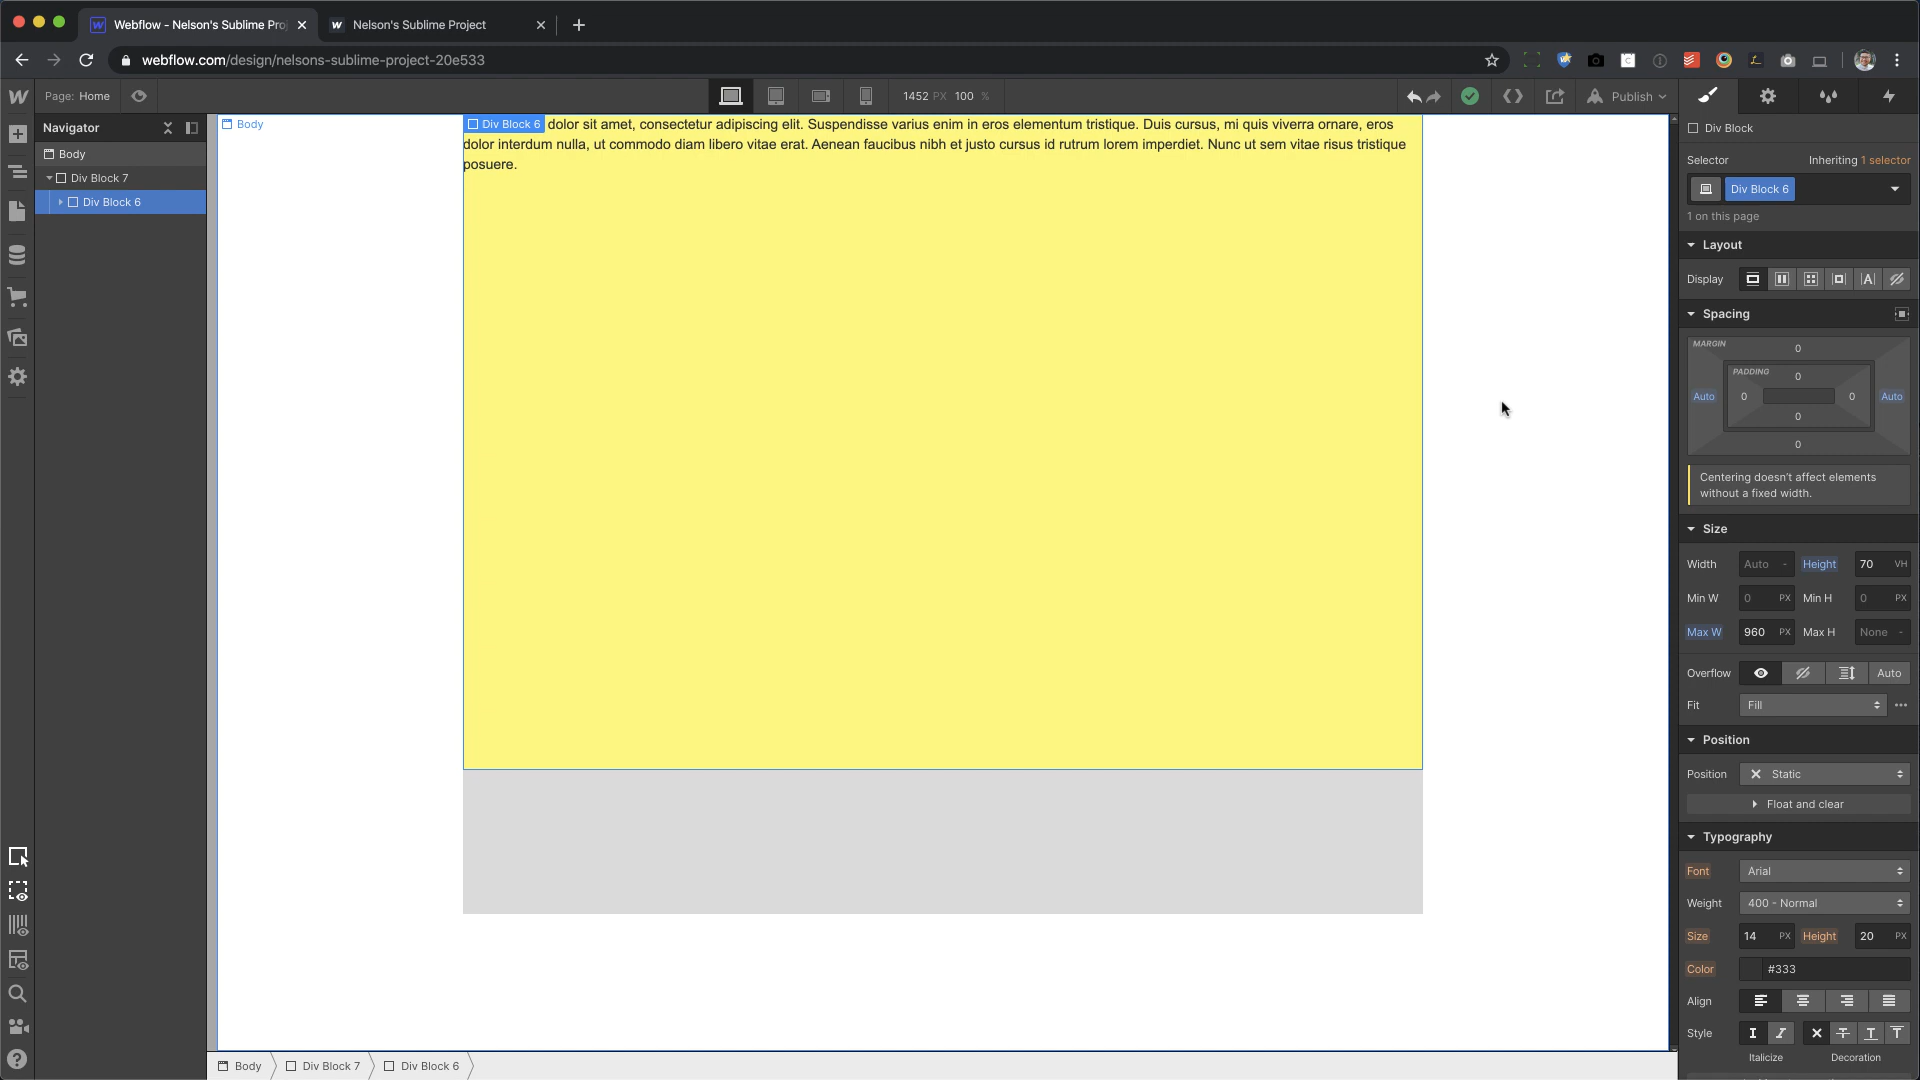 Webflow - Nelson's Sublime Pro
Nelson's Sublime Project
webflow.com/design/nelsons-sublime-project-20e533
Page: Home
1452 PX 100 %
Publish
Navigator
Body
Div Block 7
Div Block 6
Body
Div Block 6
dolor sit amet, consectetur adipiscing elit. Suspendisse varius enim in eros elementum tristique. Duis cursus, mi quis viverra ornare, eros
dolor interdum nulla, ut commodo diam libero vitae erat. Aenean faucibus nibh et justo cursus id rutrum lorem imperdiet. Nunc ut sem vitae risus tristique
posuere.
Div Block
Selector Inheriting 1 selector
Div Block 6
1 on this page
Layout
Display
Spacing
MARGIN
0
PADDING
0
Auto 0 0 Auto
0
0
Centering doesn't affect elements
without a fixed width.
Size
Width Auto - Height 70 VH
Min W 0 PX Min H 0 PX
Max W 960 PX Max H None -
Overflow Auto
Fit Fill
Position
Position Static
Float and clear
Typography
Font Arial
Weight 400 - Normal
Size 14 PX Height 20 PX
Color #333
Align
Style
Italicize Decoration
Body Div Block 7 Div Block 6